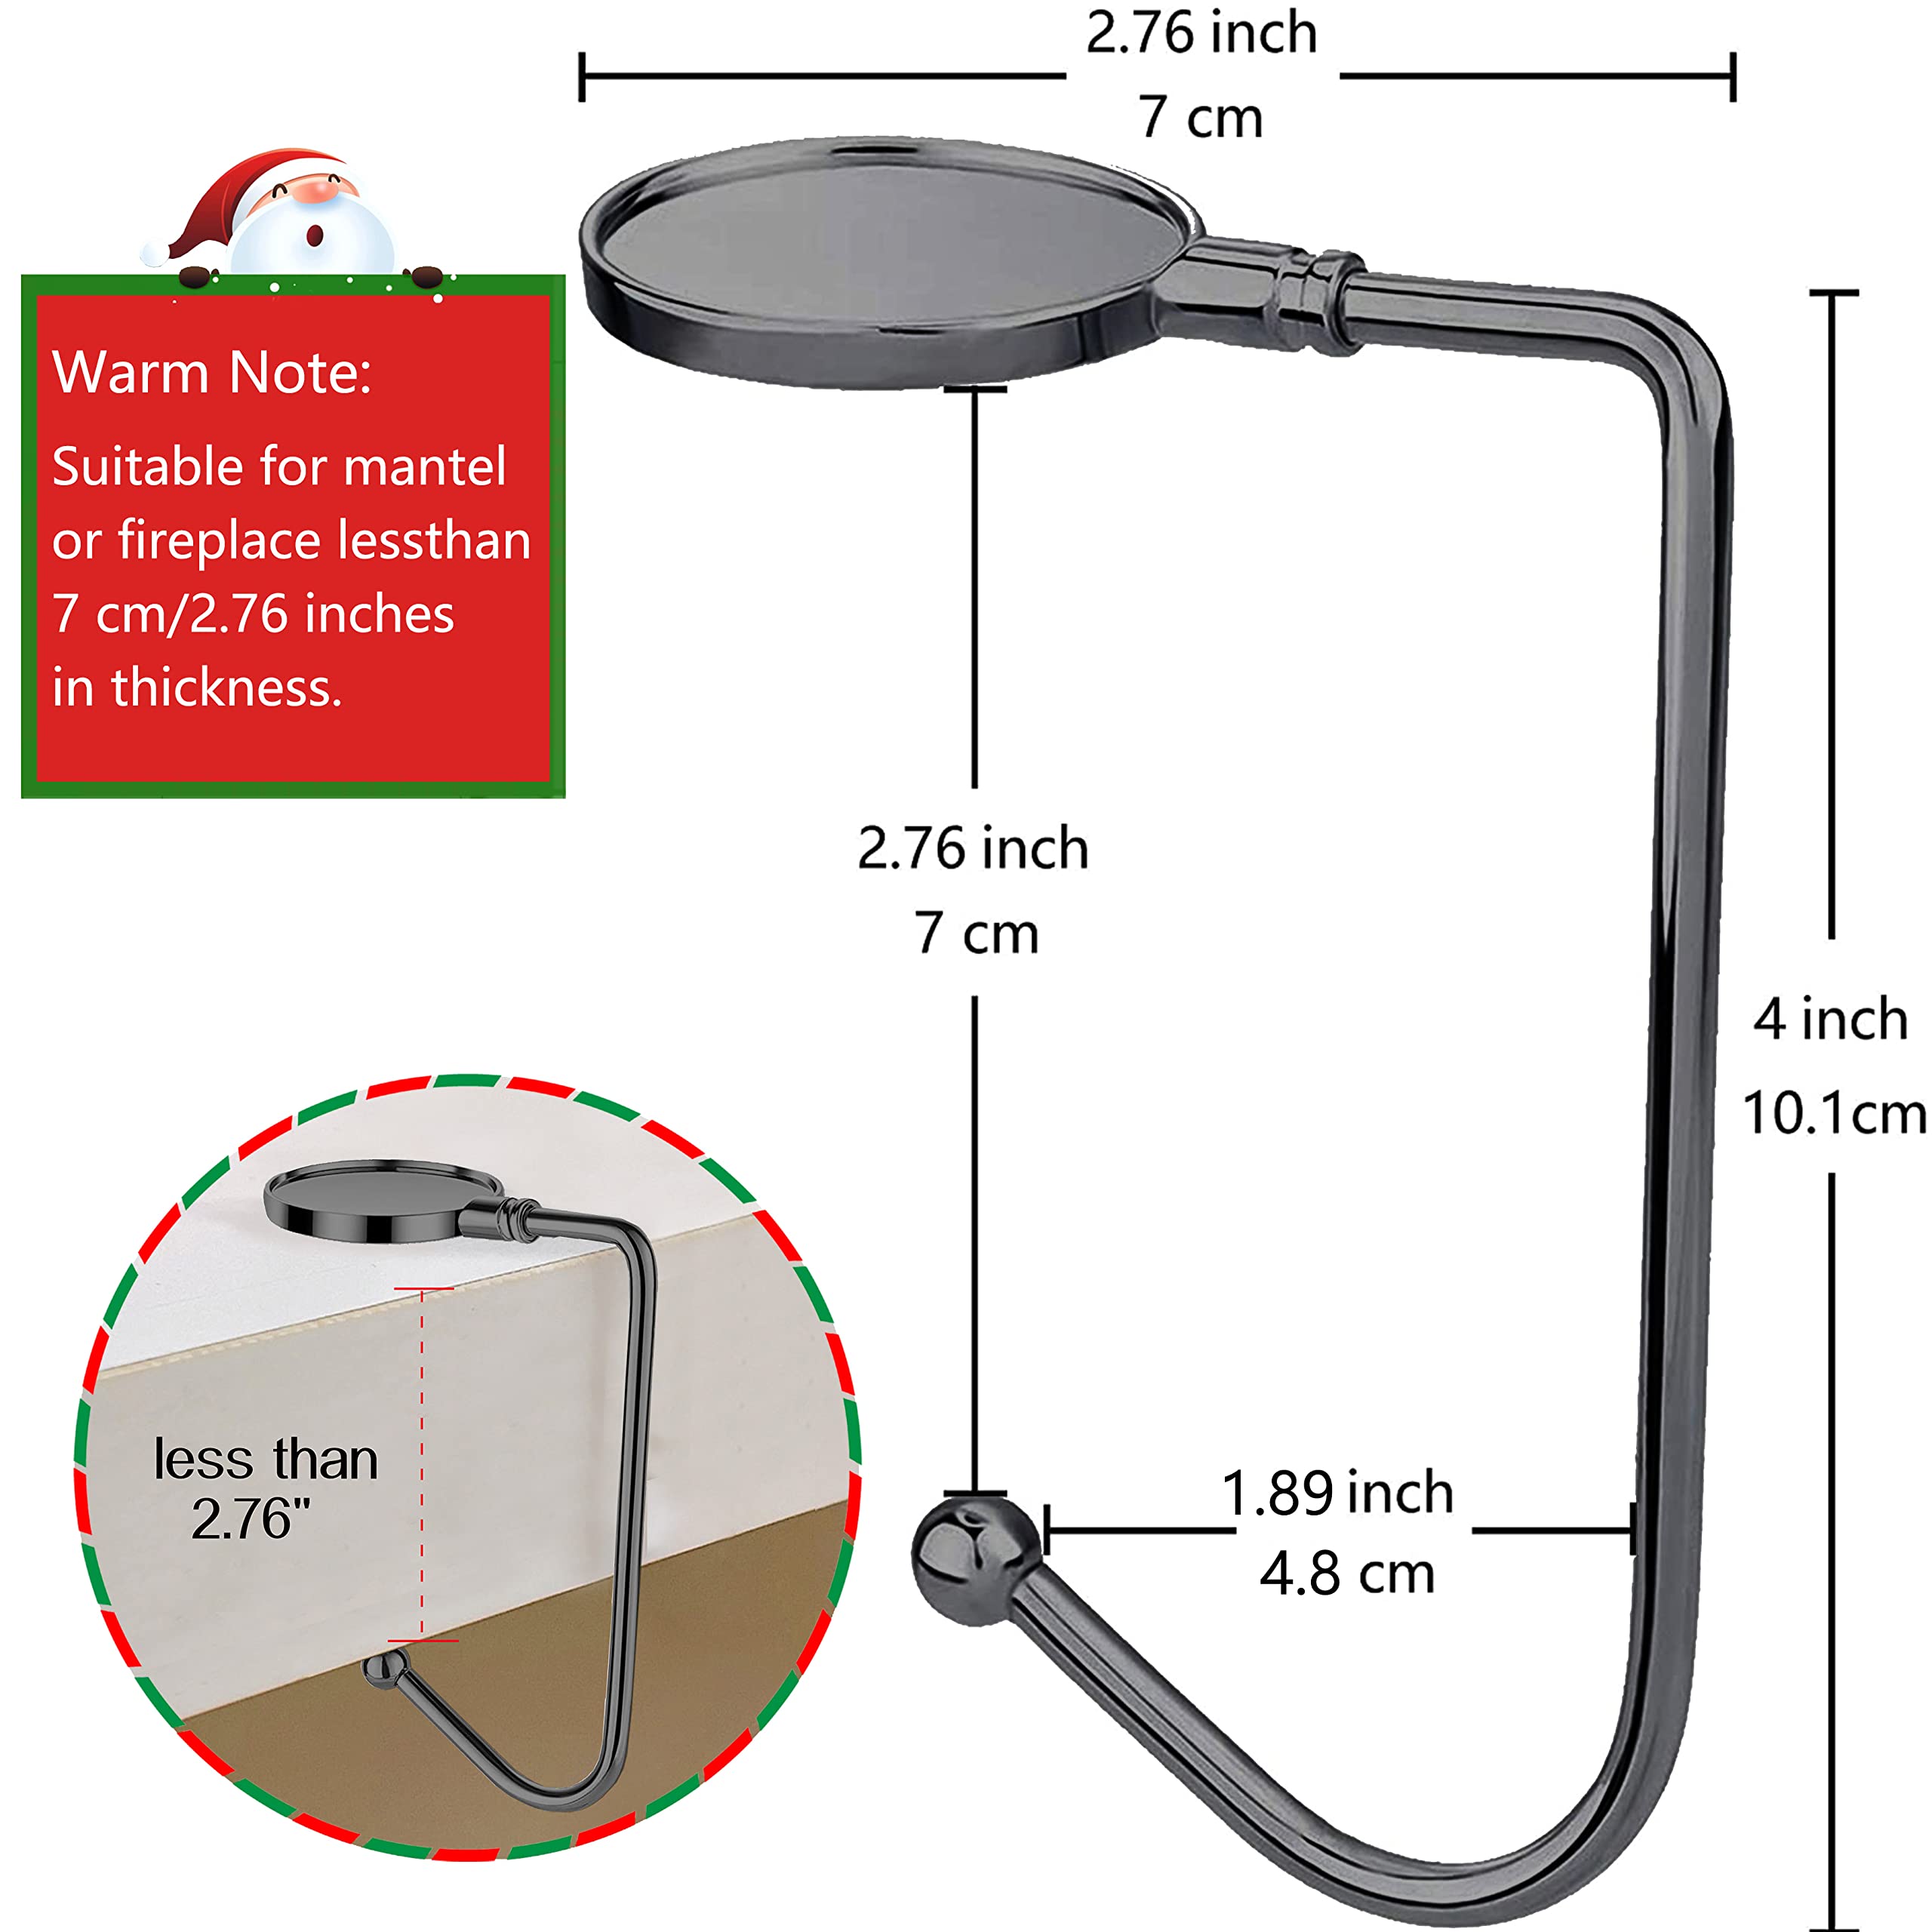 2.76 inch
7 cm
Warm Note:
Suitable for mantel
or fireplace lessthan
7 cm/2.76 inches
in thickness.
2.76 inch
7 cm
4 inch
10.1cm
1.89 inch
4.8 cm
less than
2.76"